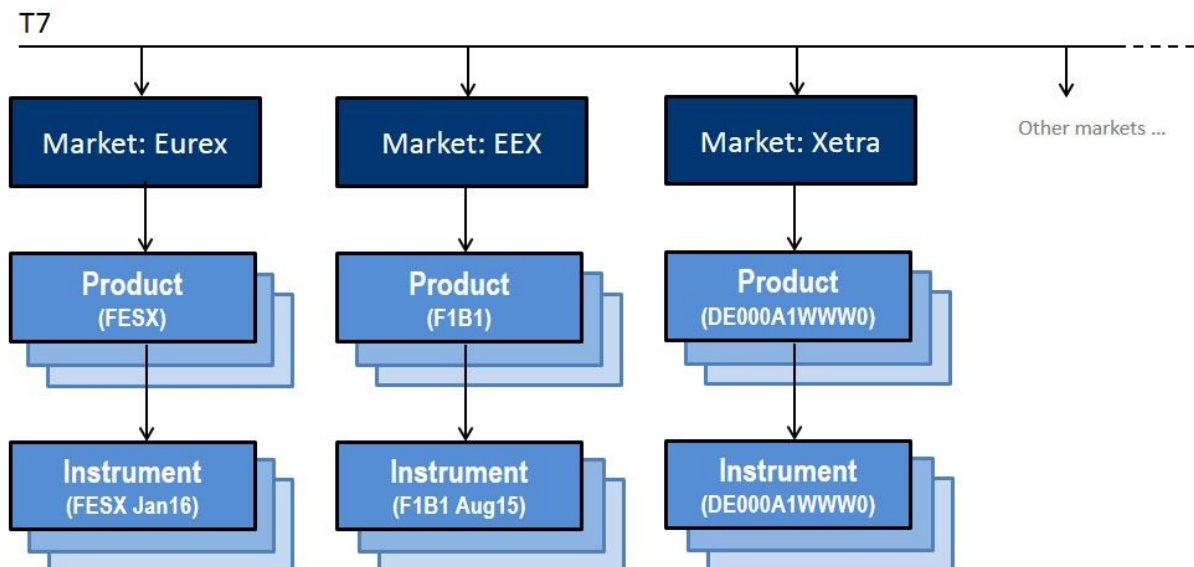 T7
Market: Eurex
Market: EEX
Market: Xetra
Other markets ...
Product
(FESX)
Product
(F1B1)
Product
(DE000A1WWW0)
Instrument
(FESX Jan16)
Instrument
(F1B1 Aug15)
Instrument
(DE000A1WWW0)